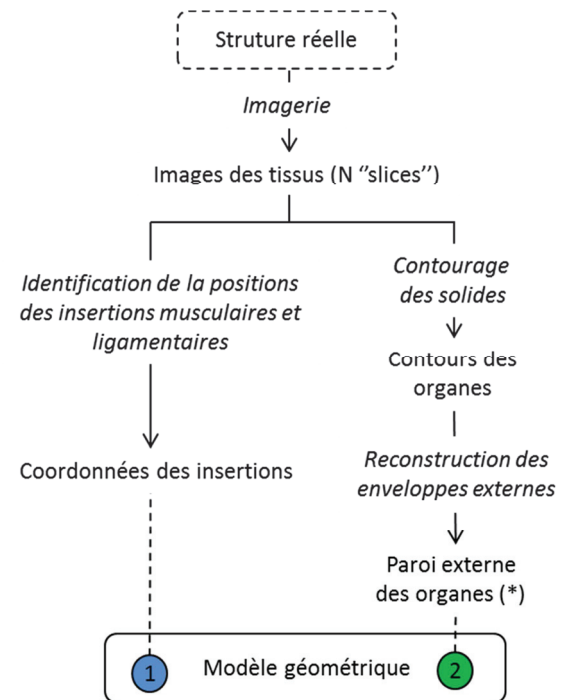 Struture réelle
Imagerie
Images des tissus (N ‘’slices’’)
Identification de la positions
des insertions musculaires et
ligamentaires
Coordonnées des insertions
Contourage
des solides
Contours des
organes
Reconstruction des
enveloppes externes
Paroi externe
des organes (*)
1
Modèle géométrique
2